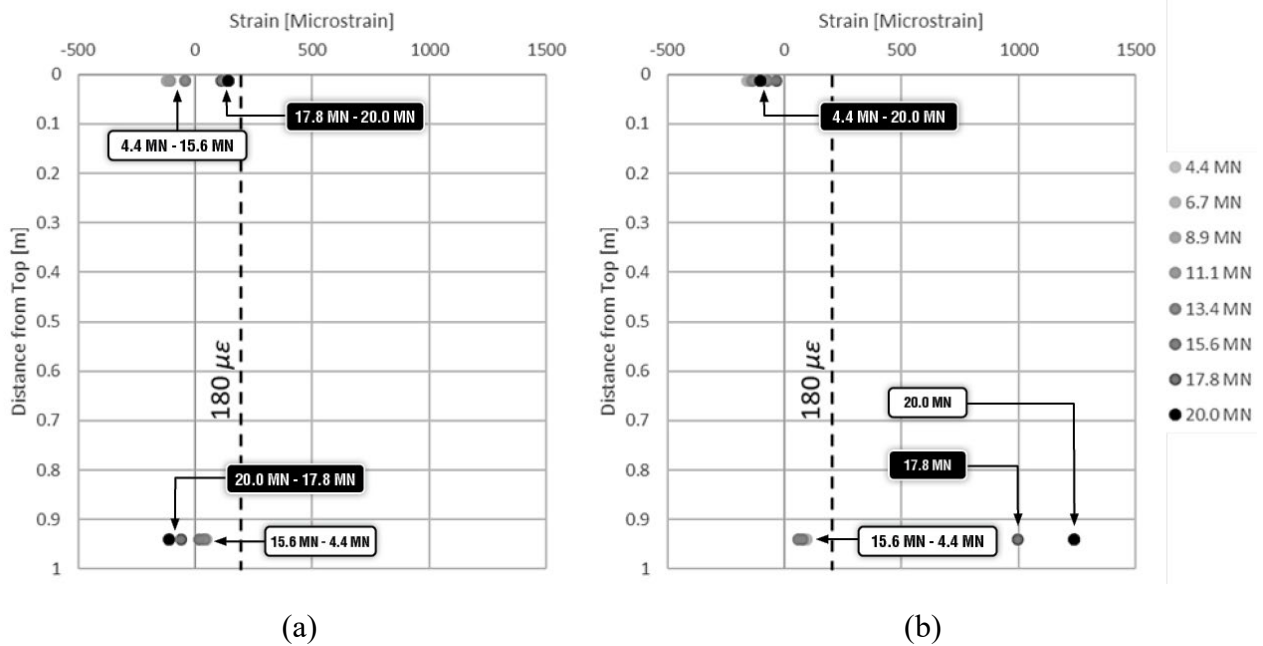 Strain [Microstrain]
-500 0 500 1000 1500
0
0.1
0.2
0.3
0.4
0.5
0.6
0.7
0.8
0.9
1
Distance from Top [m]
17.8 MN - 20.0 MN
4.4 MN - 15.6 MN
180 με
20.0 MN - 17.8 MN
15.6 MN - 4.4 MN
(a)
Strain [Microstrain]
-500 0 500 1000 1500
0
0.1
0.2
0.3
0.4
0.5
0.6
0.7
0.8
0.9
1
Distance from Top [m]
4.4 MN - 20.0 MN
180 με
20.0 MN
17.8 MN
15.6 MN - 4.4 MN
(b)
4.4 MN
6.7 MN
8.9 MN
11.1 MN
13.4 MN
15.6 MN
17.8 MN
20.0 MN